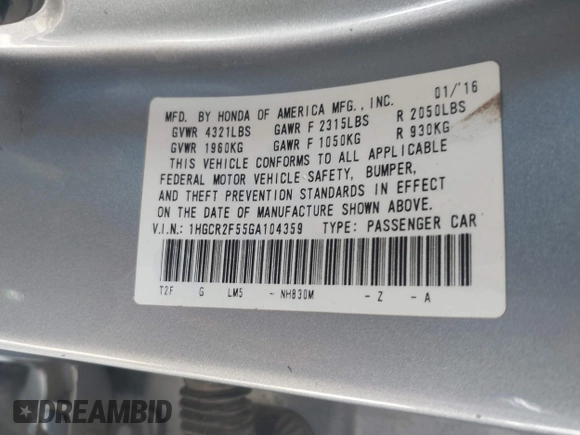 MFD. BY HONDA OF AMERICA MFG., INC. 01/'16
GVWR 4321LBS GAWR F 2315LBS R 2050LBS
GVWR 1960KG GAWR F 1050KG R 930KG
THIS VEHICLE CONFORMS TO ALL APPLICABLE
FEDERAL MOTOR VEHICLE SAFETY, BUMPER,
AND THEFT PREVENTION STANDARDS IN EFFECT
ON THE DATE OF MANUFACTURE SHOWN ABOVE.
V.I.N.: 1HGCR2F55GA104359 TYPE: PASSENGER CAR
T2F G LM5 - NH830M - Z - A
DREAMBID